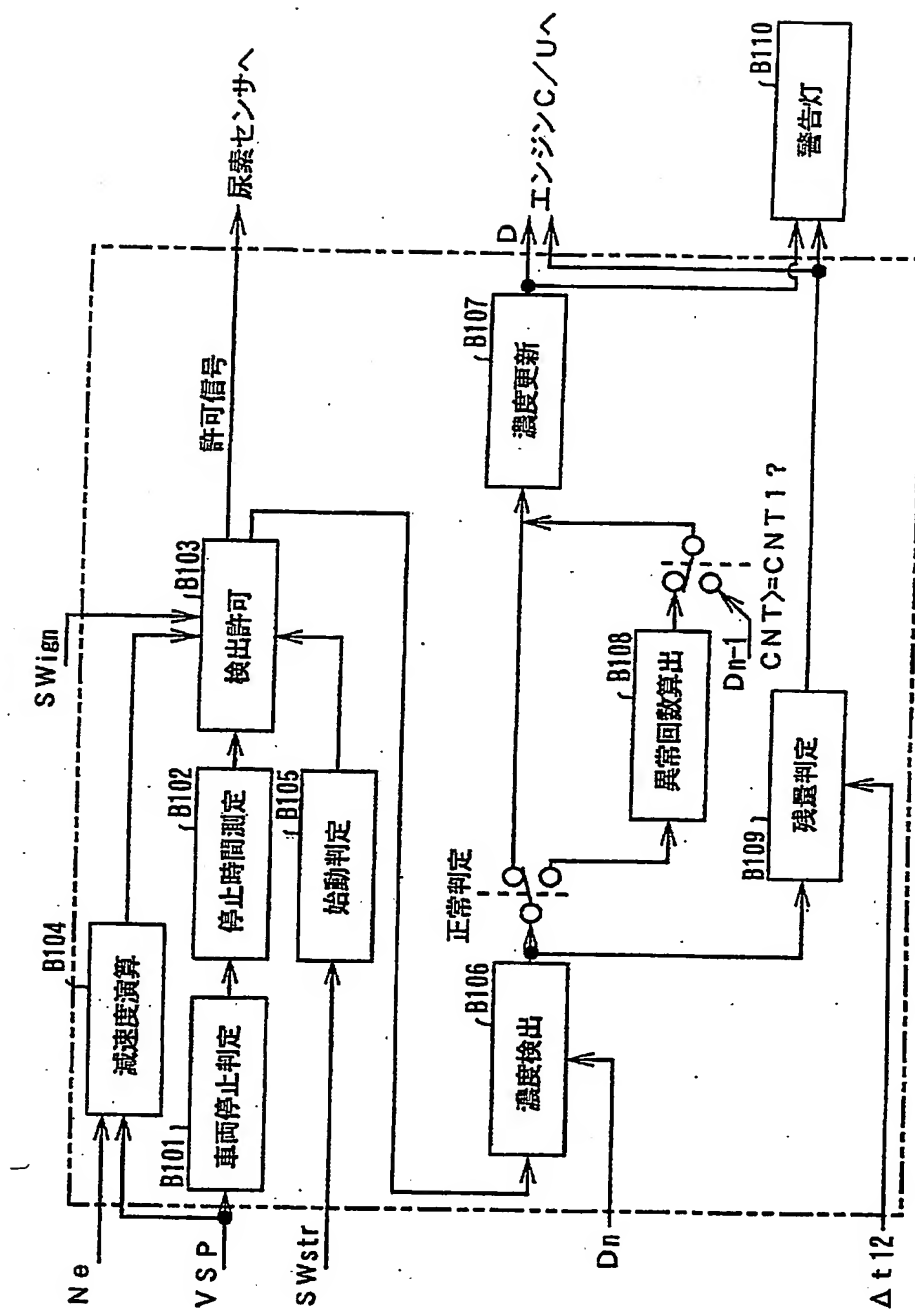 Ne
VSP
SWstr
SWign
B104
減速度演算
B101
車両停止判定
B102
停止時間測定
B105
始動判定
B103
検出許可
許可信号
尿素センサへ
B106
濃度検出
正常判定
B107
濃度更新
D
エンジンC/Uへ
B108
異常回数算出
Dn-1
CNT>=CNT1?
B109
残量判定
B110
警告灯
Dn
Δt12